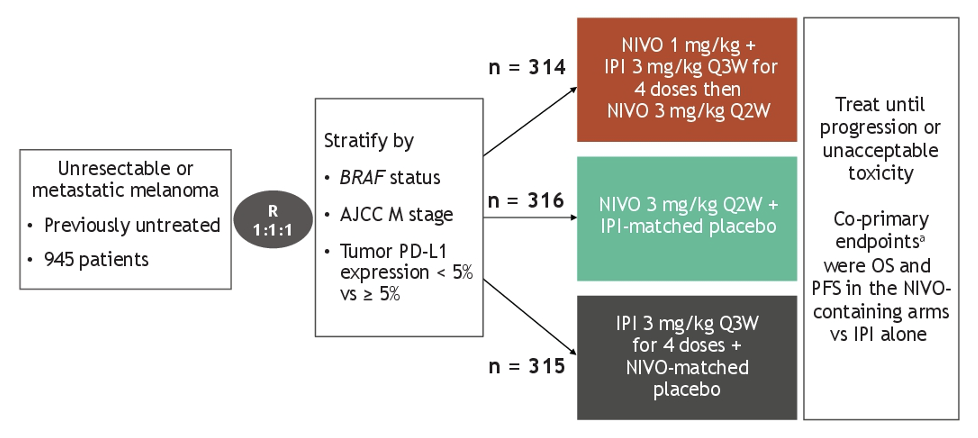 Unresectable or
metastatic melanoma
• Previously untreated
• 945 patients
R
1:1:1
Stratify by
• BRAF status
• AJCC M stage
• Tumor PD-L1
expression < 5%
vs ≥ 5%
n = 314
n = 316
n = 315
NIVO 1 mg/kg +
IPI 3 mg/kg Q3W for
4 doses then
NIVO 3 mg/kg Q2W
NIVO 3 mg/kg Q2W +
IPI-matched placebo
IPI 3 mg/kg Q3W
for 4 doses +
NIVO-matched
placebo
Treat until
progression or
unacceptable
toxicity
Co-primary
endpointsª
were OS and
PFS in the NIVO-
containing arms
vs IPI alone